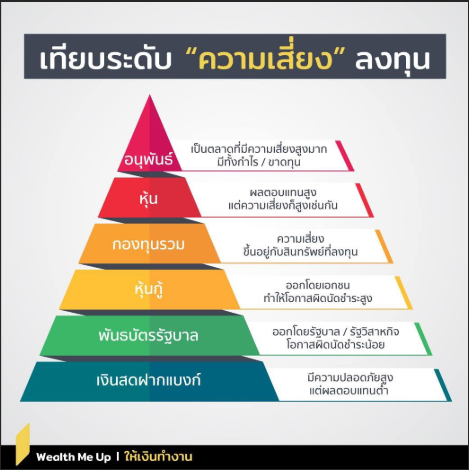 เทียบระดับ “ความเสี่ยง” ลงทุน
อนุพันธ์
เป็นตลาดที่มีความเสี่ยงสูงมาก
มีทั้งกำไร / ขาดทุน
หุ้น
ผลตอบแทนสูง
แต่ความเสี่ยงก็สูงเช่นกัน
กองทุนรวม
ความเสี่ยง
ขึ้นอยู่กับสินทรัพย์ที่ลงทุน
หุ้นกู้
ออกโดยเอกชน
ทำให้โอกาสผิดนัดชำระสูง
พันธบัตรรัฐบาล
ออกโดยรัฐบาล / รัฐวิสาหกิจ
โอกาสผิดนัดชำระน้อย
เงินสดฝากแบงก์
มีความปลอดภัยสูง
แต่ผลตอบแทนต่ำ
Wealth Me Up | ให้เงินทำงาน